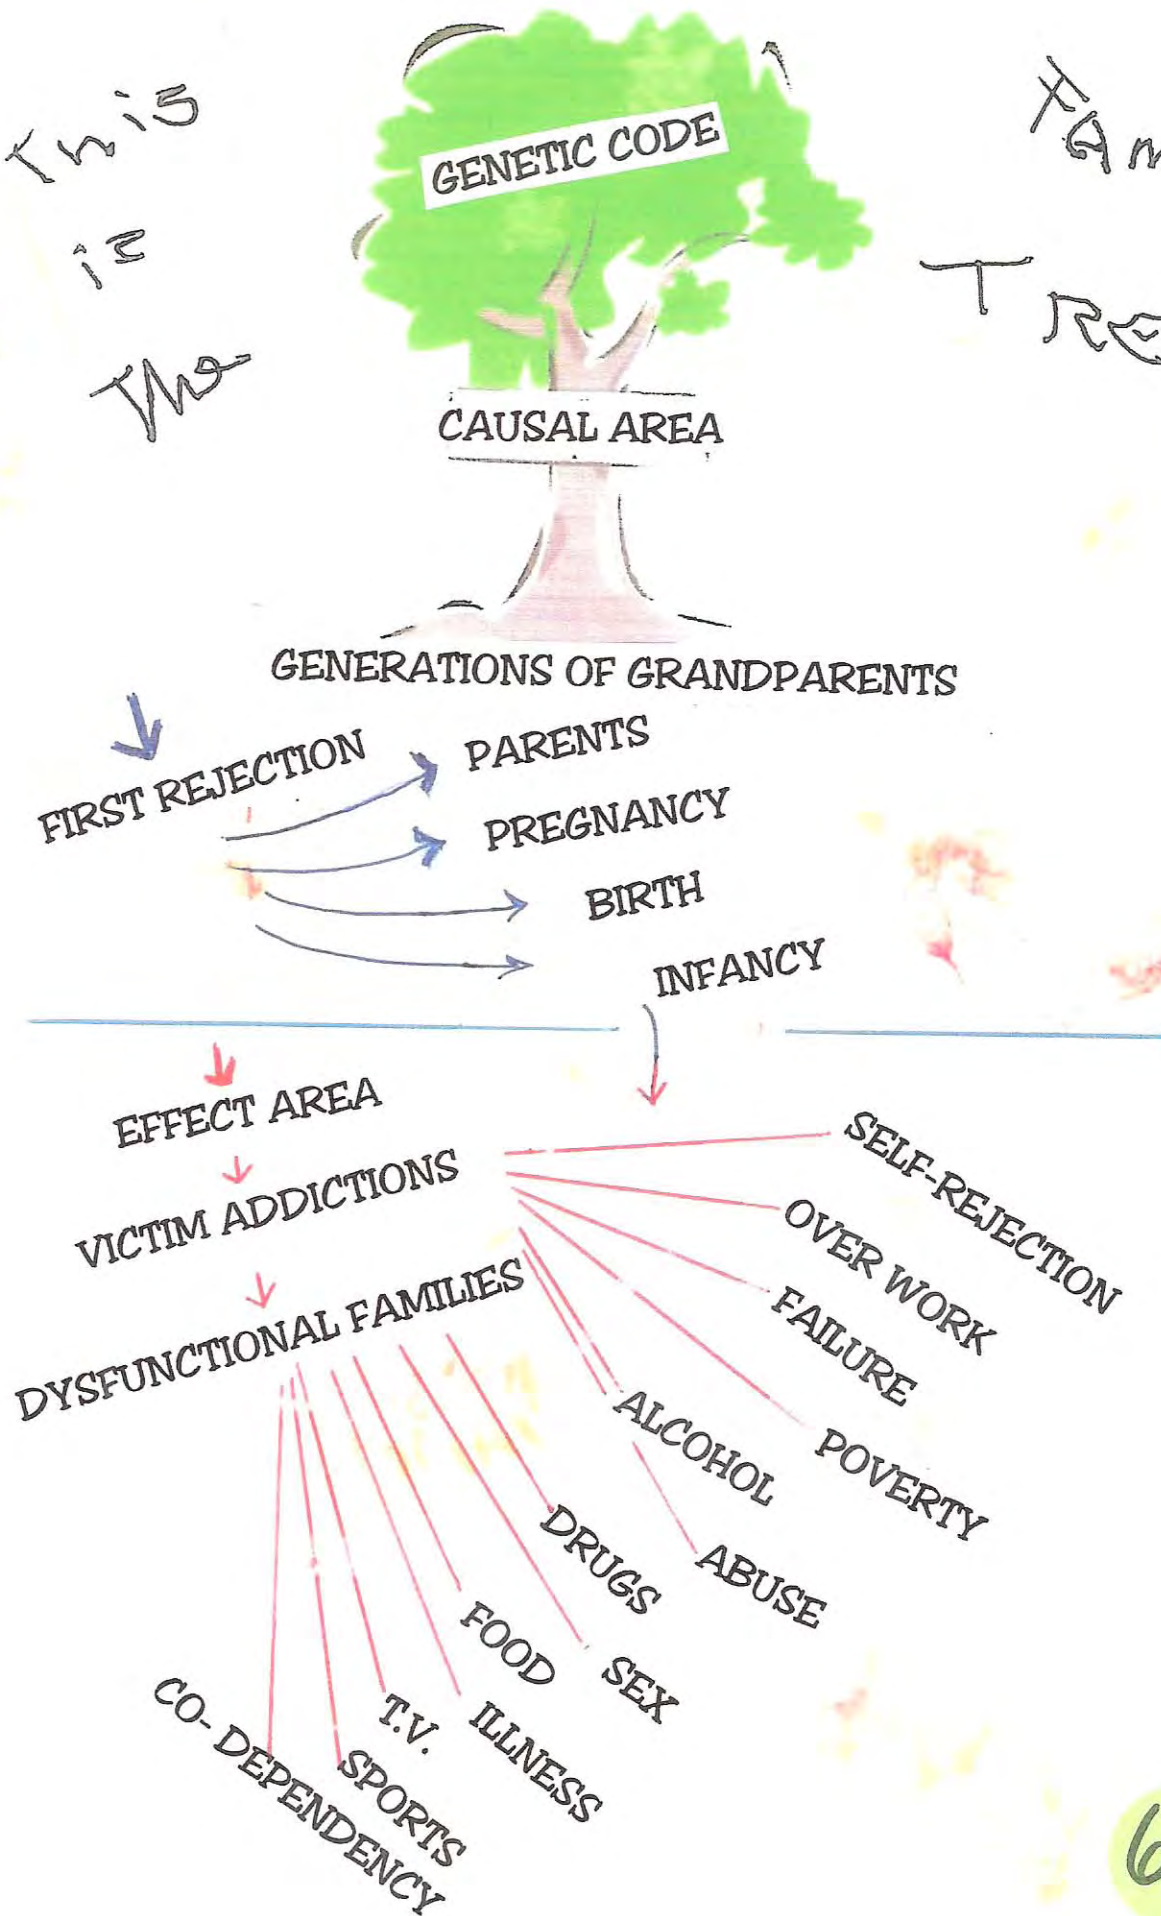 This
is
The
FAM
TRE
GENETIC CODE
CAUSAL AREA
GENERATIONS OF GRANDPARENTS
FIRST REJECTION
PARENTS
PREGNANCY
BIRTH
INFANCY
EFFECT AREA
VICTIM ADDICTIONS
DYSFUNCTIONAL FAMILIES
SELF-REJECTION
OVER WORK
FAILURE
POVERTY
ALCOHOL
ABUSE
DRUGS
SEX
FOOD
ILLNESS
T.V.
SPORTS
CO-DEPENDENCY
6